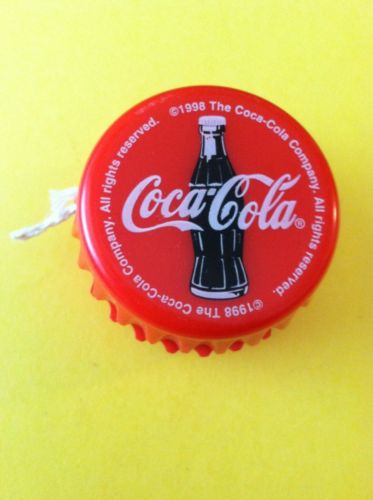 ©1998 The Coca-Cola Company. All rights reserved.
Coca-Cola®
©1998 The Coca-Cola Company. All rights reserved.